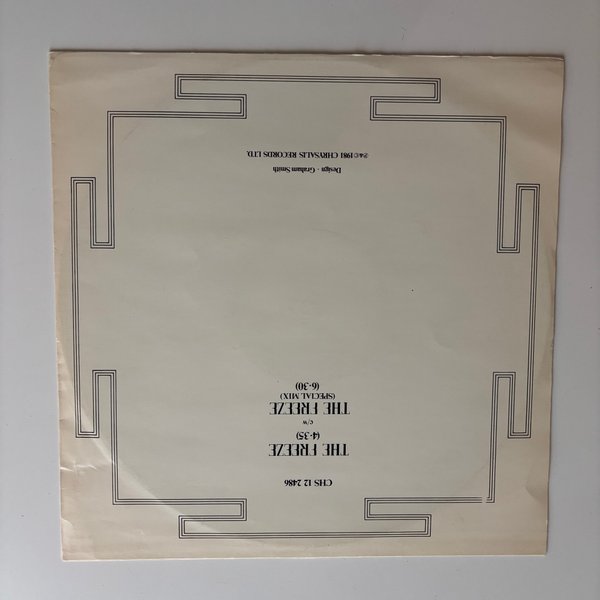 CHS 12 2486
THE FREEZE
(4·35)
c/w
THE FREEZE
(SPECIAL MIX)
(6·30)
Design · Graham Smith
℗&© 1981 CHRYSALIS RECORDS LTD.